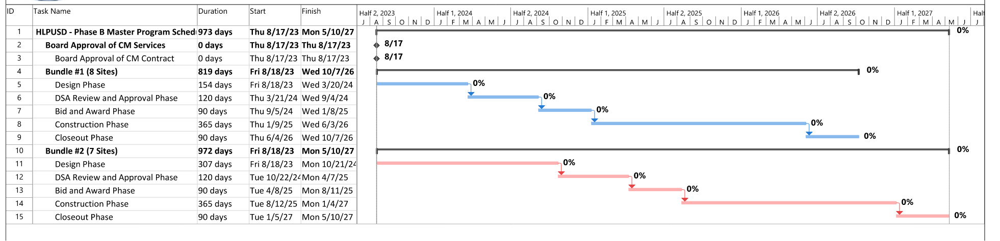 ID Task Name Duration Start Finish Half 2, 2023 Half 1, 2024 Half 2, 2024 Half 1, 2025 Half 2, 2025 Half 1, 2026 Half 2, 2026 Half 1, 2027 Half
J A S O N D J F M A M J J A S O N D J F M A M J J A S O N D J F M A M J J A S O N D J F M A M J J
1 HLPUSD - Phase B Master Program Sched 973 days Thu 8/17/23 Mon 5/10/27 0%
2 Board Approval of CM Services 0 days Thu 8/17/23 Thu 8/17/23 8/17
3 Board Approval of CM Contract 0 days Thu 8/17/23 Thu 8/17/23 8/17
4 Bundle #1 (8 Sites) 819 days Fri 8/18/23 Wed 10/7/26 0%
5 Design Phase 154 days Fri 8/18/23 Wed 3/20/24 0%
6 DSA Review and Approval Phase 120 days Thu 3/21/24 Wed 9/4/24 0%
7 Bid and Award Phase 90 days Thu 9/5/24 Wed 1/8/25 0%
8 Construction Phase 365 days Thu 1/9/25 Wed 6/3/26 0%
9 Closeout Phase 90 days Thu 6/4/26 Wed 10/7/26 0%
10 Bundle #2 (7 Sites) 972 days Fri 8/18/23 Mon 5/10/27 0%
11 Design Phase 307 days Fri 8/18/23 Mon 10/21/24 0%
12 DSA Review and Approval Phase 120 days Tue 10/22/24 Mon 4/7/25 0%
13 Bid and Award Phase 90 days Tue 4/8/25 Mon 8/11/25 0%
14 Construction Phase 365 days Tue 8/12/25 Mon 1/4/27 0%
15 Closeout Phase 90 days Tue 1/5/27 Mon 5/10/27 0%